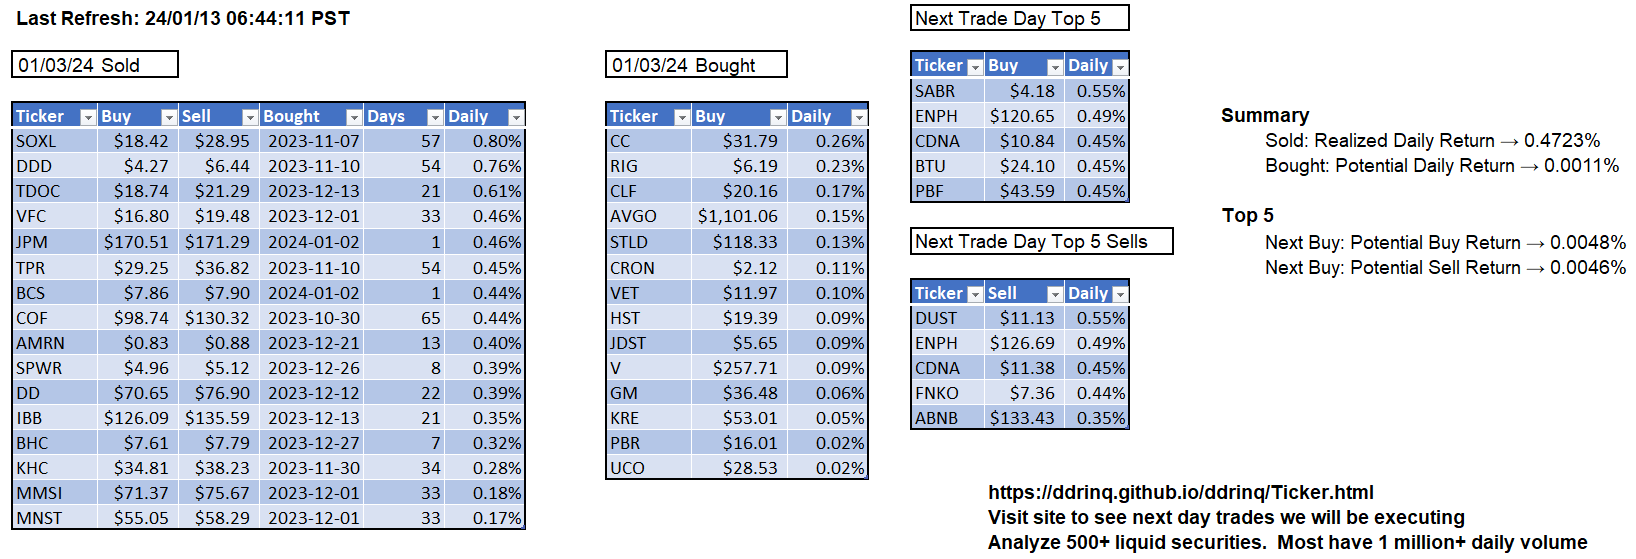 Last Refresh: 24/01/13 06:44:11 PST
01/03/24 Sold
Ticker Buy Sell Bought Days Daily
SOXL $18.42 $28.95 2023-11-07 57 0.80%
DDD $4.27 $6.44 2023-11-10 54 0.76%
TDOC $18.74 $21.29 2023-12-13 21 0.61%
VFC $16.80 $19.48 2023-12-01 33 0.46%
JPM $170.51 $171.29 2024-01-02 1 0.46%
TPR $29.25 $36.82 2023-11-10 54 0.45%
BCS $7.86 $7.90 2024-01-02 1 0.44%
COF $98.74 $130.32 2023-10-30 65 0.44%
AMRN $0.83 $0.88 2023-12-21 13 0.40%
SPWR $4.96 $5.12 2023-12-26 8 0.39%
DD $70.65 $76.90 2023-12-12 22 0.39%
IBB $126.09 $135.59 2023-12-13 21 0.35%
BHC $7.61 $7.79 2023-12-27 7 0.32%
KHC $34.81 $38.23 2023-11-30 34 0.28%
MMSI $71.37 $75.67 2023-12-01 33 0.18%
MNST $55.05 $58.29 2023-12-01 33 0.17%
01/03/24 Bought
Ticker Buy Daily
CC $31.79 0.26%
RIG $6.19 0.23%
CLF $20.16 0.17%
AVGO $1,101.06 0.15%
STLD $118.33 0.13%
CRON $2.12 0.11%
VET $11.97 0.10%
HST $19.39 0.09%
JDST $5.65 0.09%
V $257.71 0.09%
GM $36.48 0.06%
KRE $53.01 0.05%
PBR $16.01 0.02%
UCO $28.53 0.02%
Next Trade Day Top 5
Ticker Buy Daily
SABR $4.18 0.55%
ENPH $120.65 0.49%
CDNA $10.84 0.45%
BTU $24.10 0.45%
PBF $43.59 0.45%
Next Trade Day Top 5 Sells
Ticker Sell Daily
DUST $11.13 0.55%
ENPH $126.69 0.49%
CDNA $11.38 0.45%
FNKO $7.36 0.44%
ABNB $133.43 0.35%
Summary
Sold: Realized Daily Return → 0.4723%
Bought: Potential Daily Return → 0.0011%
Top 5
Next Buy: Potential Buy Return → 0.0048%
Next Buy: Potential Sell Return → 0.0046%
https://ddrinq.github.io/ddrinq/Ticker.html
Visit site to see next day trades we will be executing
Analyze 500+ liquid securities. Most have 1 million+ daily volume